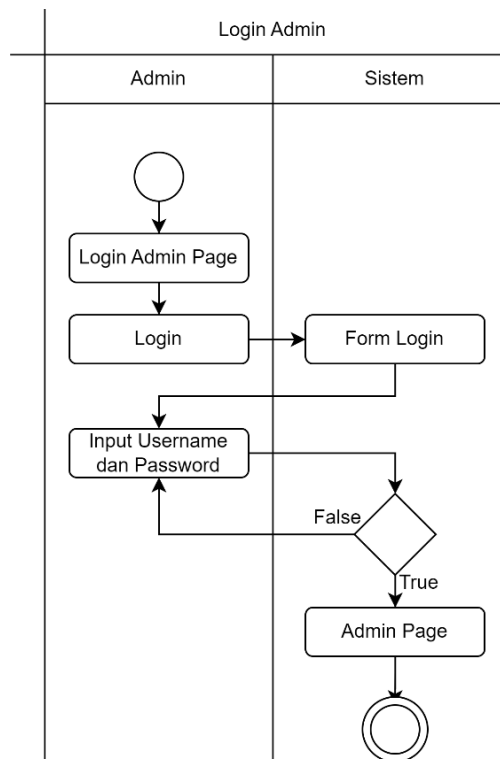 Login Admin
Admin
Sistem
Login Admin Page
Login
Form Login
Input Username
dan Password
False
True
Admin Page